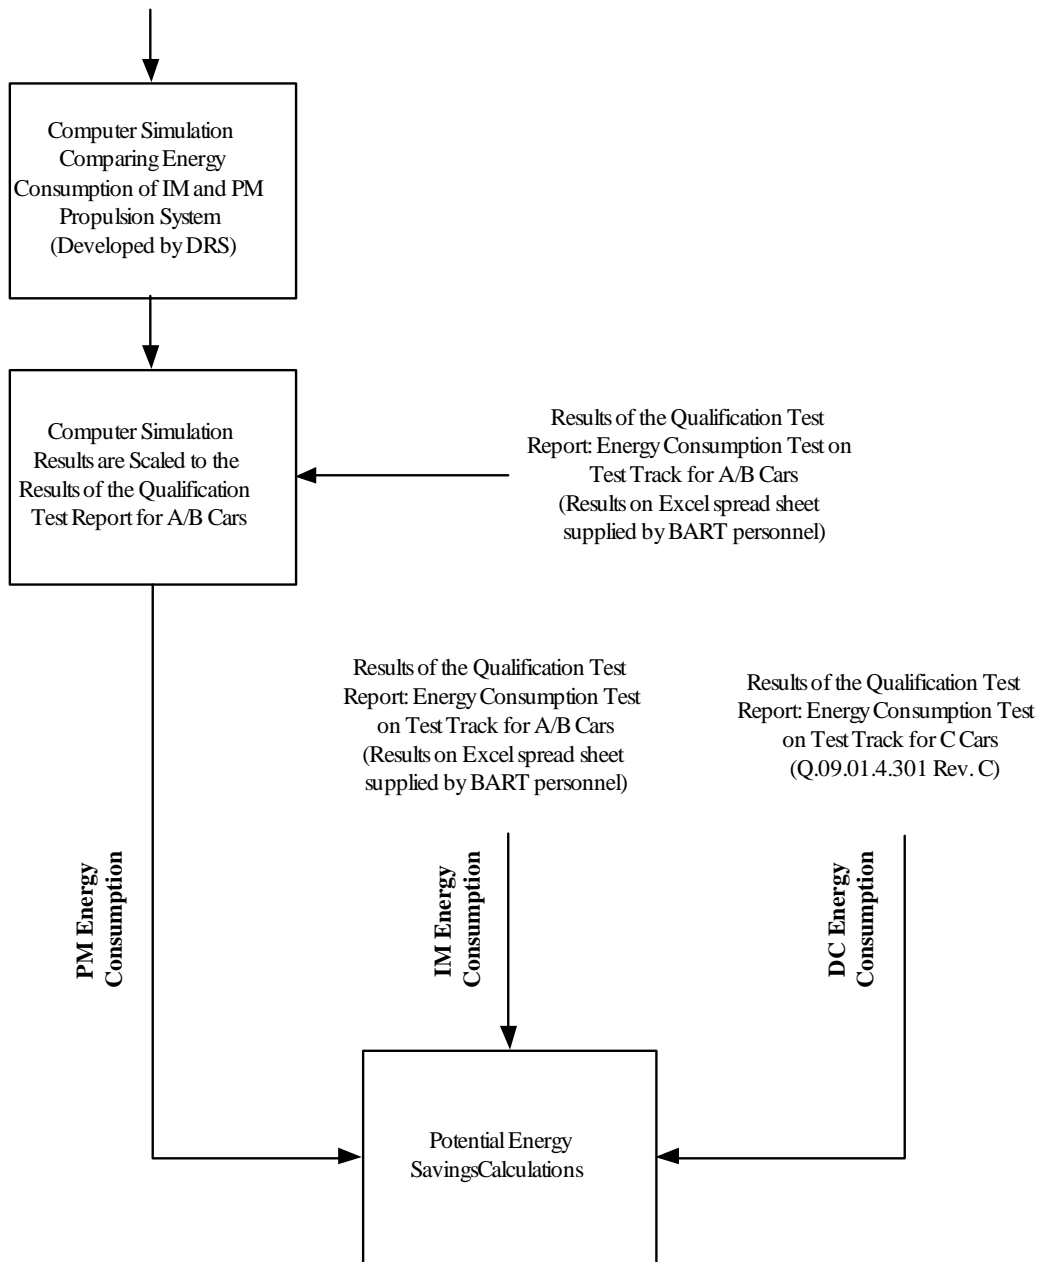 Computer Simulation
Comparing Energy
Consumption of IM and PM
Propulsion System
(Developed by DRS)
Computer Simulation
Results are Scaled to the
Results of the Qualification
Test Report for A/B Cars
Results of the Qualification Test
Report: Energy Consumption Test on
Test Track for A/B Cars
(Results on Excel spread sheet
supplied by BART personnel)
Results of the Qualification Test
Report: Energy Consumption Test
on Test Track for A/B Cars
(Results on Excel spread sheet
supplied by BART personnel)
Results of the Qualification Test
Report: Energy Consumption Test
on Test Track for C Cars
(Q.09.01.4.301 Rev. C)
PM Energy
Consumption
IM Energy
Consumption
DC Energy
Consumption
Potential Energy
SavingsCalculations